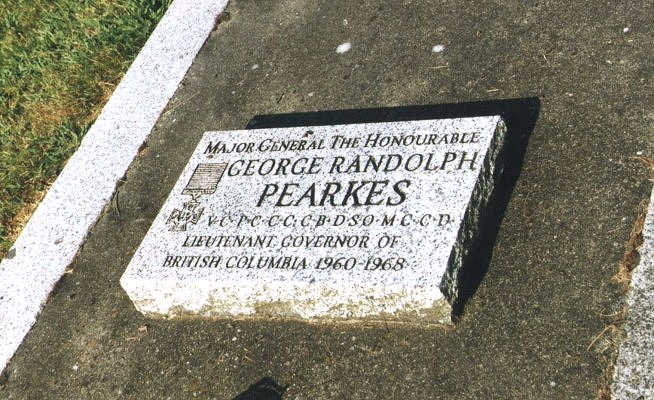 MAJOR GENERAL THE HONOURABLE
GEORGE RANDOLPH
PEARKES
V·C·P·C·C·C·C·B·D·S·O·M·C·C·D·
LIEUTENANT GOVERNOR OF
BRITISH COLUMBIA 1960-1968